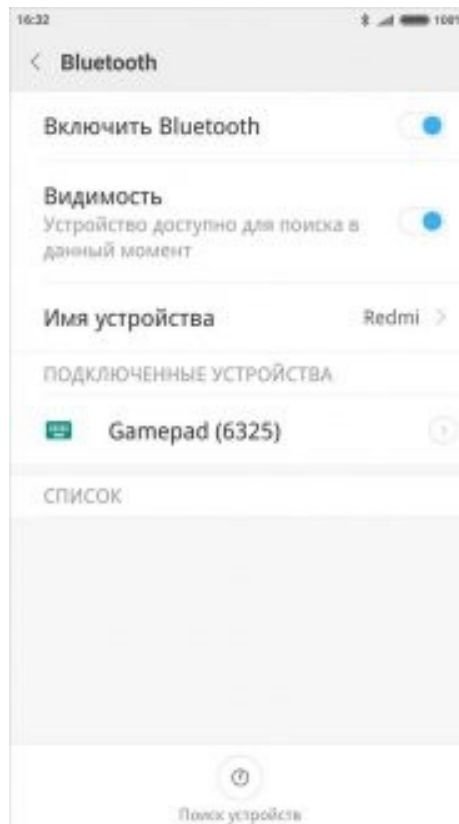 16:32
100%
Bluetooth
Включить Bluetooth
Видимость
Устройство доступно для поиска в
данный момент
Имя устройства Redmi
ПОДКЛЮЧЕННЫЕ УСТРОЙСТВА
Gamepad (6325)
СПИСОК
Поиск устройств